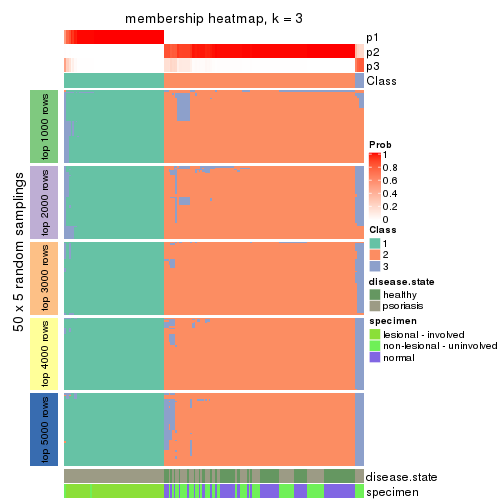 membership heatmap, k = 3
p1
p2
p3
Class
50 x 5 random samplings
top 1000 rows
top 2000 rows
top 3000 rows
top 4000 rows
top 5000 rows
Prob
1
0.8
0.6
0.4
0.2
0
Class
1
2
3
disease.state
healthy
psoriasis
specimen
lesional - involved
non-lesional - uninvolved
normal
disease.state
specimen